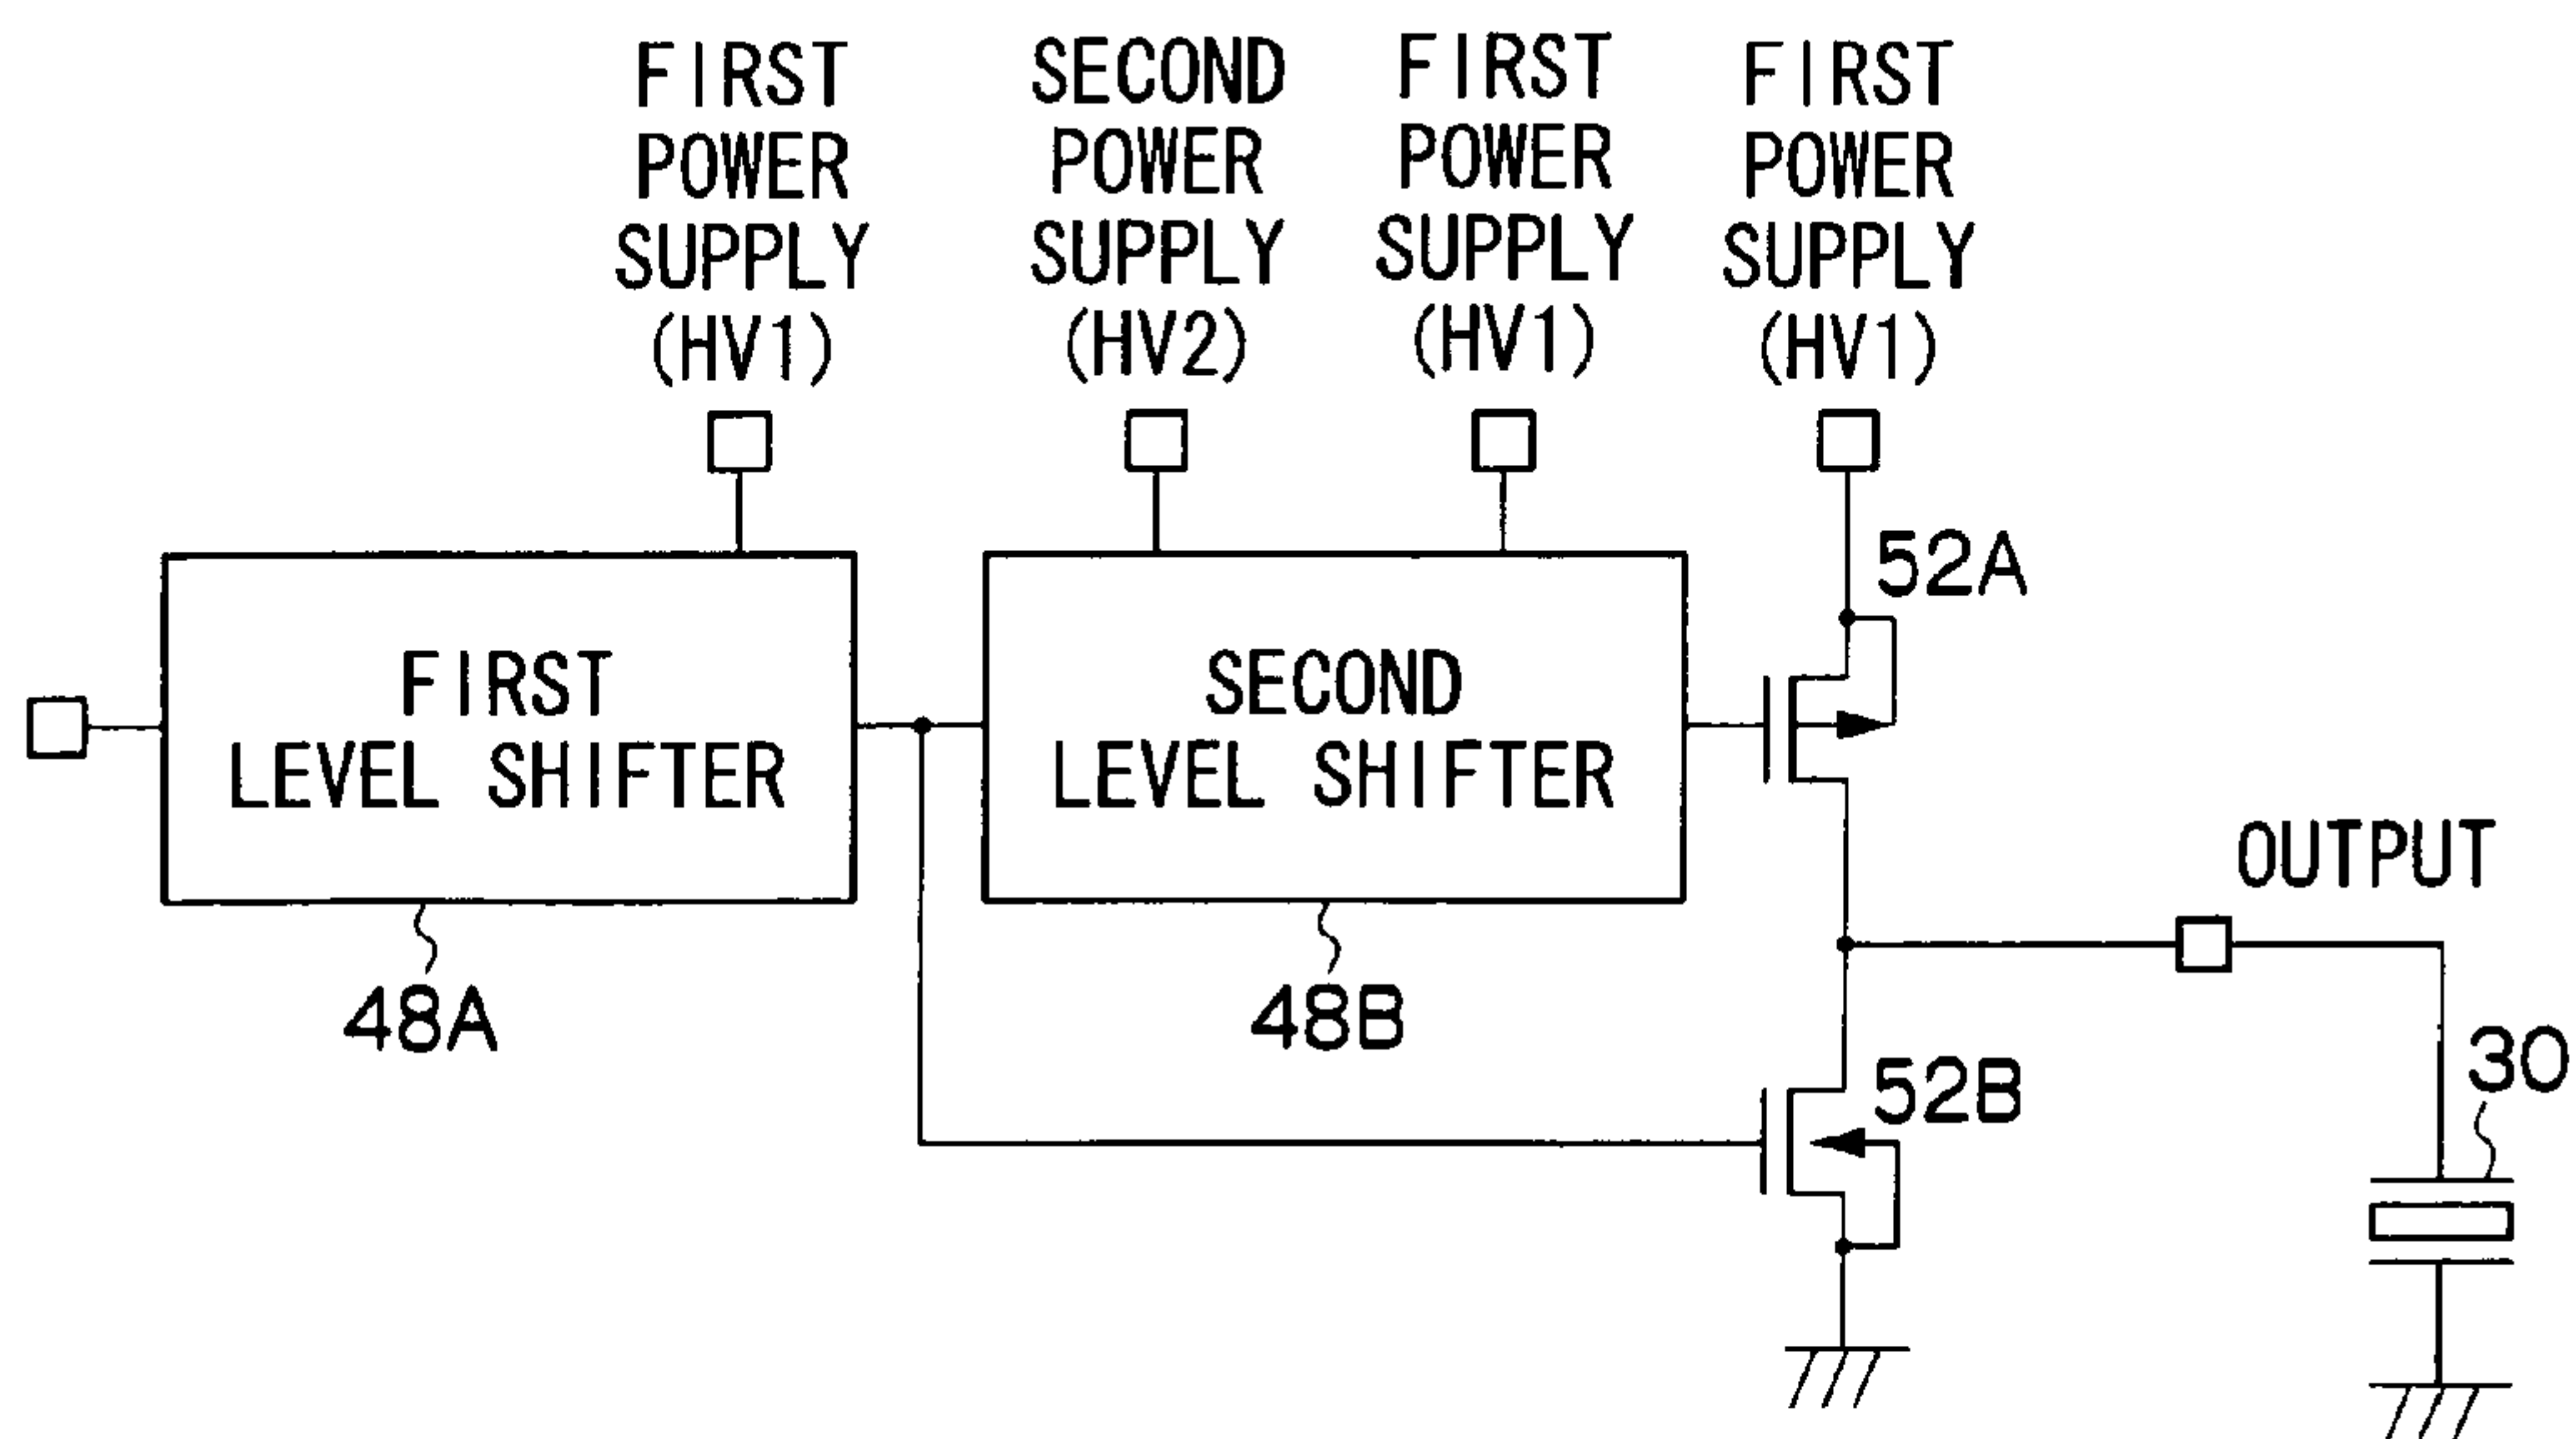 FIRST
POWER
SUPPLY
(HV1)
SECOND
POWER
SUPPLY
(HV2)
FIRST
POWER
SUPPLY
(HV1)
FIRST
POWER
SUPPLY
(HV1)
52A
FIRST
LEVEL SHIFTER
SECOND
LEVEL SHIFTER
OUTPUT
48A
48B
52B
30